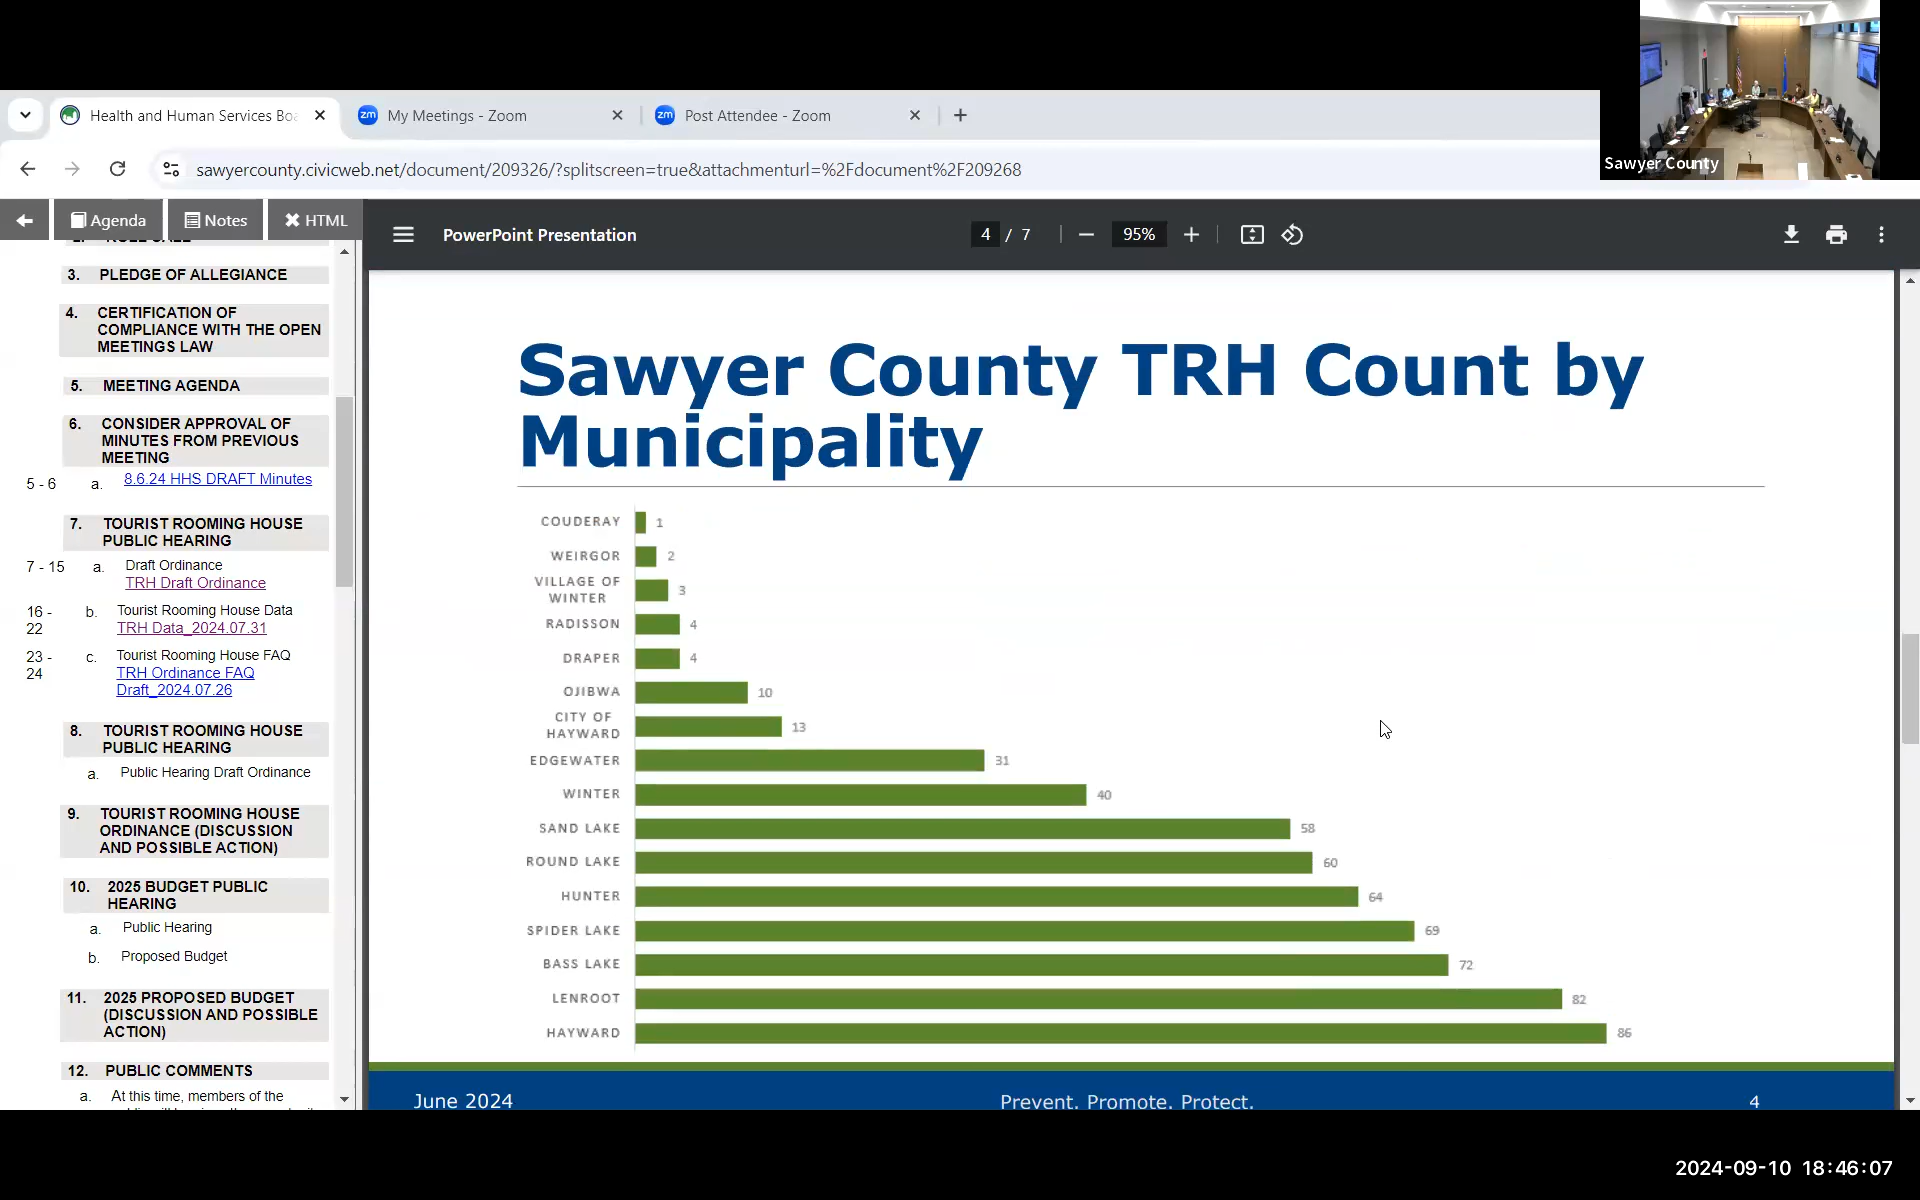 Health and Human Services Boa
My Meetings - Zoom
Post Attendee - Zoom
sawyercounty.civicweb.net/document/209326/?splitscreen=true&attachmenturl=%2Fdocument%2F209268
Sawyer County
Agenda
Notes
HTML
PowerPoint Presentation
4 / 7
95%
3. PLEDGE OF ALLEGIANCE
4. CERTIFICATION OF
COMPLIANCE WITH THE OPEN
MEETINGS LAW
5. MEETING AGENDA
6. CONSIDER APPROVAL OF
MINUTES FROM PREVIOUS
MEETING
5 - 6 a. 8.6.24 HHS DRAFT Minutes
7. TOURIST ROOMING HOUSE
PUBLIC HEARING
7 - 15 a. Draft Ordinance
TRH Draft Ordinance
16 - 22 b. Tourist Rooming House Data
TRH Data_2024.07.31
23 - 24 c. Tourist Rooming House FAQ
TRH Ordinance FAQ
Draft_2024.07.26
8. TOURIST ROOMING HOUSE
PUBLIC HEARING
a. Public Hearing Draft Ordinance
9. TOURIST ROOMING HOUSE
ORDINANCE (DISCUSSION
AND POSSIBLE ACTION)
10. 2025 BUDGET PUBLIC
HEARING
a. Public Hearing
b. Proposed Budget
11. 2025 PROPOSED BUDGET
(DISCUSSION AND POSSIBLE
ACTION)
12. PUBLIC COMMENTS
a. At this time, members of the
Sawyer County TRH Count by
Municipality
COUDERAY 1
WEIRGOR 2
VILLAGE OF
WINTER 3
RADISSON 4
DRAPER 4
OJIBWA 10
CITY OF
HAYWARD 13
EDGEWATER 31
WINTER 40
SAND LAKE 58
ROUND LAKE 60
HUNTER 64
SPIDER LAKE 69
BASS LAKE 72
LENROOT 82
HAYWARD 86
June 2024
Prevent. Promote. Protect.
4
2024-09-10 18:46:07